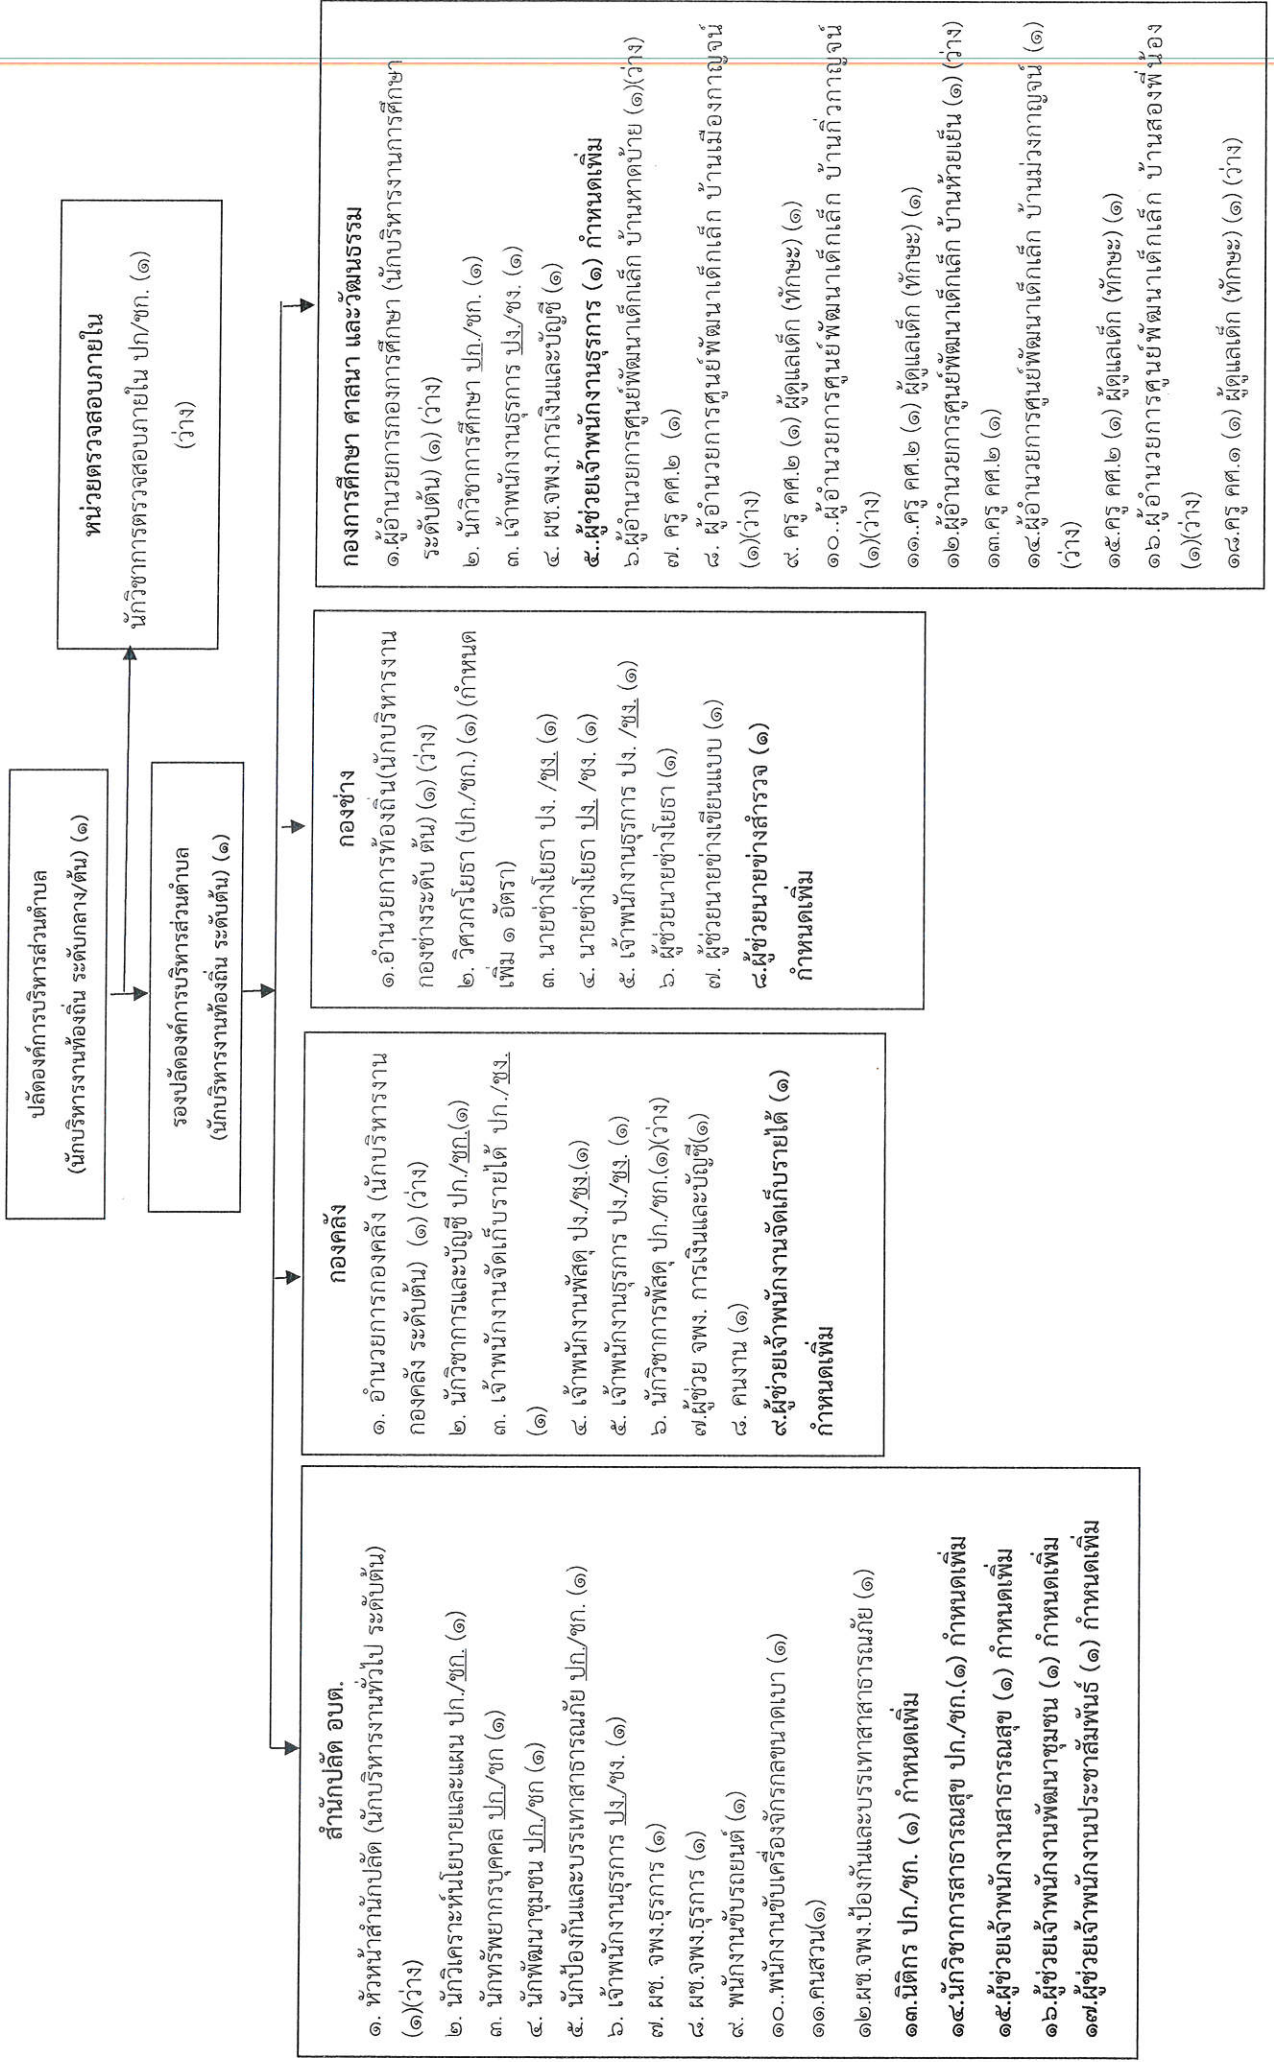 ปลัดองค์การบริหารส่วนตำบล
(นักบริหารงานท้องถิ่น ระดับกลาง/ต้น) (๑)
รองปลัดองค์การบริหารส่วนตำบล
(นักบริหารงานท้องถิ่น ระดับต้น) (๑)
หน่วยตรวจสอบภายใน
นักวิชาการตรวจสอบภายใน ปก/ชก. (๑)
(ว่าง)
สำนักปลัด อบต.
๑. หัวหน้าสำนักปลัด (นักบริหารงานทั่วไป ระดับต้น)
(๑)(ว่าง)
๒. นักวิเคราะห์นโยบายและแผน ปก./ชก. (๑)
๓. นักทรัพยากรบุคคล ปก./ชก (๑)
๔. นักพัฒนาชุมชน ปก./ชก (๑)
๕. นักป้องกันและบรรเทาสาธารณภัย ปก./ชก. (๑)
๖. เจ้าพนักงานธุรการ ปง./ชง. (๑)
๗. ผช. จพง.ธุรการ (๑)
๘. ผช.จพง.ธุรการ (๑)
๙. พนักงานขับรถยนต์ (๑)
๑๐..พนักงานขับเครื่องจักรกลขนาดเบา (๑)
๑๑.คนสวน(๑)
๑๒.ผช.จพง.ป้องกันและบรรเทาสาสาธารณภัย (๑)
๑๓.นิติกร ปก./ชก. (๑) กำหนดเพิ่ม
๑๔.นักวิชาการสาธารณสุข ปก./ชก.(๑) กำหนดเพิ่ม
๑๕.ผู้ช่วยเจ้าพนักงานสาธารณสุข (๑) กำหนดเพิ่ม
๑๖.ผู้ช่วยเจ้าพนักงานพัฒนาชุมชน (๑) กำหนดเพิ่ม
๑๗.ผู้ช่วยเจ้าพนักงานประชาสัมพันธ์ (๑) กำหนดเพิ่ม
กองคลัง
๑. อำนวยการกองคลัง (นักบริหารงาน
กองคลัง ระดับต้น) (๑) (ว่าง)
๒. นักวิชาการและบัญชี ปก./ชก.(๑)
๓. เจ้าพนักงานจัดเก็บรายได้ ปก./ชง.
(๑)
๔. เจ้าพนักงานพัสดุ ปง./ชง.(๑)
๕. เจ้าพนักงานธุรการ ปง./ชง. (๑)
๖. นักวิชาการพัสดุ ปก./ชก.(๑)(ว่าง)
๗.ผู้ช่วย จพง. การเงินและบัญชี(๑)
๘. คนงาน (๑)
๙.ผู้ช่วยเจ้าพนักงานจัดเก็บรายได้ (๑)
กำหนดเพิ่ม
กองช่าง
๑.อำนวยการท้องถิ่น(นักบริหารงาน
กองช่างระดับ ต้น) (๑) (ว่าง)
๒. วิศวกรโยธา (ปก./ชก.) (๑) (กำหนด
เพิ่ม ๑ อัตรา)
๓. นายช่างโยธา ปง. /ชง. (๑)
๔. นายช่างโยธา ปง. /ชง. (๑)
๕. เจ้าพนักงานธุรการ ปง. /ชง. (๑)
๖. ผู้ช่วยนายช่างโยธา (๑)
๗. ผู้ช่วยนายช่างเขียนแบบ (๑)
๘.ผู้ช่วยนายช่างสำรวจ (๑)
กำหนดเพิ่ม
กองการศึกษา ศาสนา และวัฒนธรรม
๑.ผู้อำนวยการกองการศึกษา (นักบริหารงานการศึกษา
ระดับต้น) (๑) (ว่าง)
๒. นักวิชาการศึกษา ปก./ชก. (๑)
๓. เจ้าพนักงานธุรการ ปง./ชง. (๑)
๔. ผช.จพง.การเงินและบัญชี (๑)
๕..ผู้ช่วยเจ้าพนักงานธุรการ (๑) กำหนดเพิ่ม
๖.ผู้อำนวยการศูนย์พัฒนาเด็กเล็ก บ้านหาดบ้าย (๑)(ว่าง)
๗. ครู คศ.๒ (๑)
๘. ผู้อำนวยการศูนย์พัฒนาเด็กเล็ก บ้านเมืองกาญจน์
(๑)(ว่าง)
๙. ครู คศ.๒ (๑) ผู้ดูแลเด็ก (ทักษะ) (๑)
๑๐..ผู้อำนวยการศูนย์พัฒนาเด็กเล็ก บ้านกิ่วกาญจน์
(๑)(ว่าง)
๑๑..ครู คศ.๒ (๑) ผู้ดูแลเด็ก (ทักษะ) (๑)
๑๒.ผู้อำนวยการศูนย์พัฒนาเด็กเล็ก บ้านห้วยเย็น (๑) (ว่าง)
๑๓.ครู คศ.๒ (๑)
๑๔.ผู้อำนวยการศูนย์พัฒนาเด็กเล็ก บ้านม่วงกาญจน์ (๑)
(ว่าง)
๑๕.ครู คศ.๒ (๑) ผู้ดูแลเด็ก (ทักษะ) (๑)
๑๖.ผู้อำนวยการศูนย์พัฒนาเด็กเล็ก บ้านสองพี่น้อง
(๑)(ว่าง)
๑๘.ครู คศ.๑ (๑) ผู้ดูแลเด็ก (ทักษะ) (๑) (ว่าง)